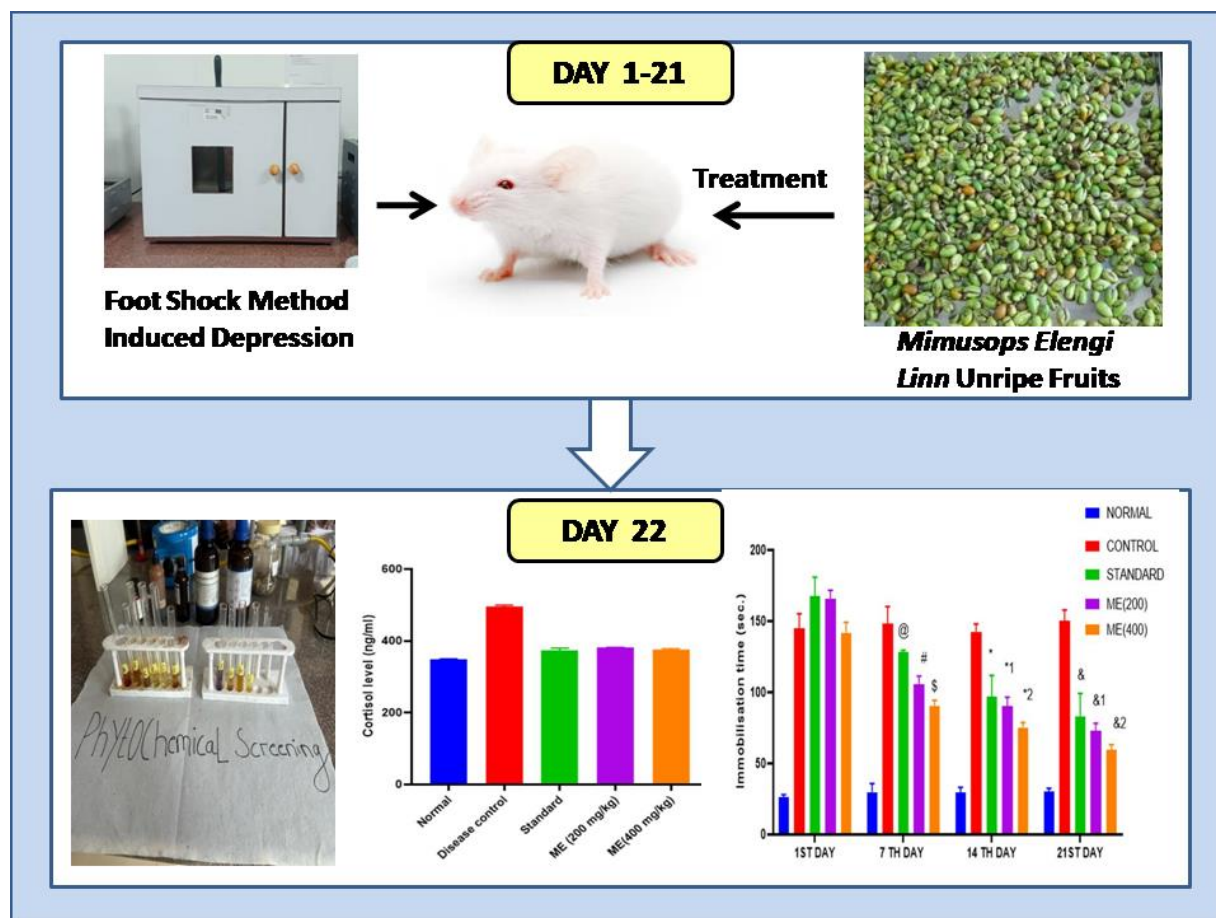 DAY 1-21
Foot Shock Method
Induced Depression
Treatment
Mimusops Elengi
Linn Unripe Fruits
DAY 22
PhytOChemicaL Screening
Cortisol level (ng/ml)
600
400
200
0
Normal
Disease control
Standard
ME (200 mg/kg)
ME(400 mg/kg)
NORMAL
CONTROL
STANDARD
ME(200)
ME(400)
Immobilisation time (sec.)
200
150
100
50
0
@
#
$
*
*1
*2
&
&1
&2
1ST DAY
7 TH DAY
14 TH DAY
21ST DAY